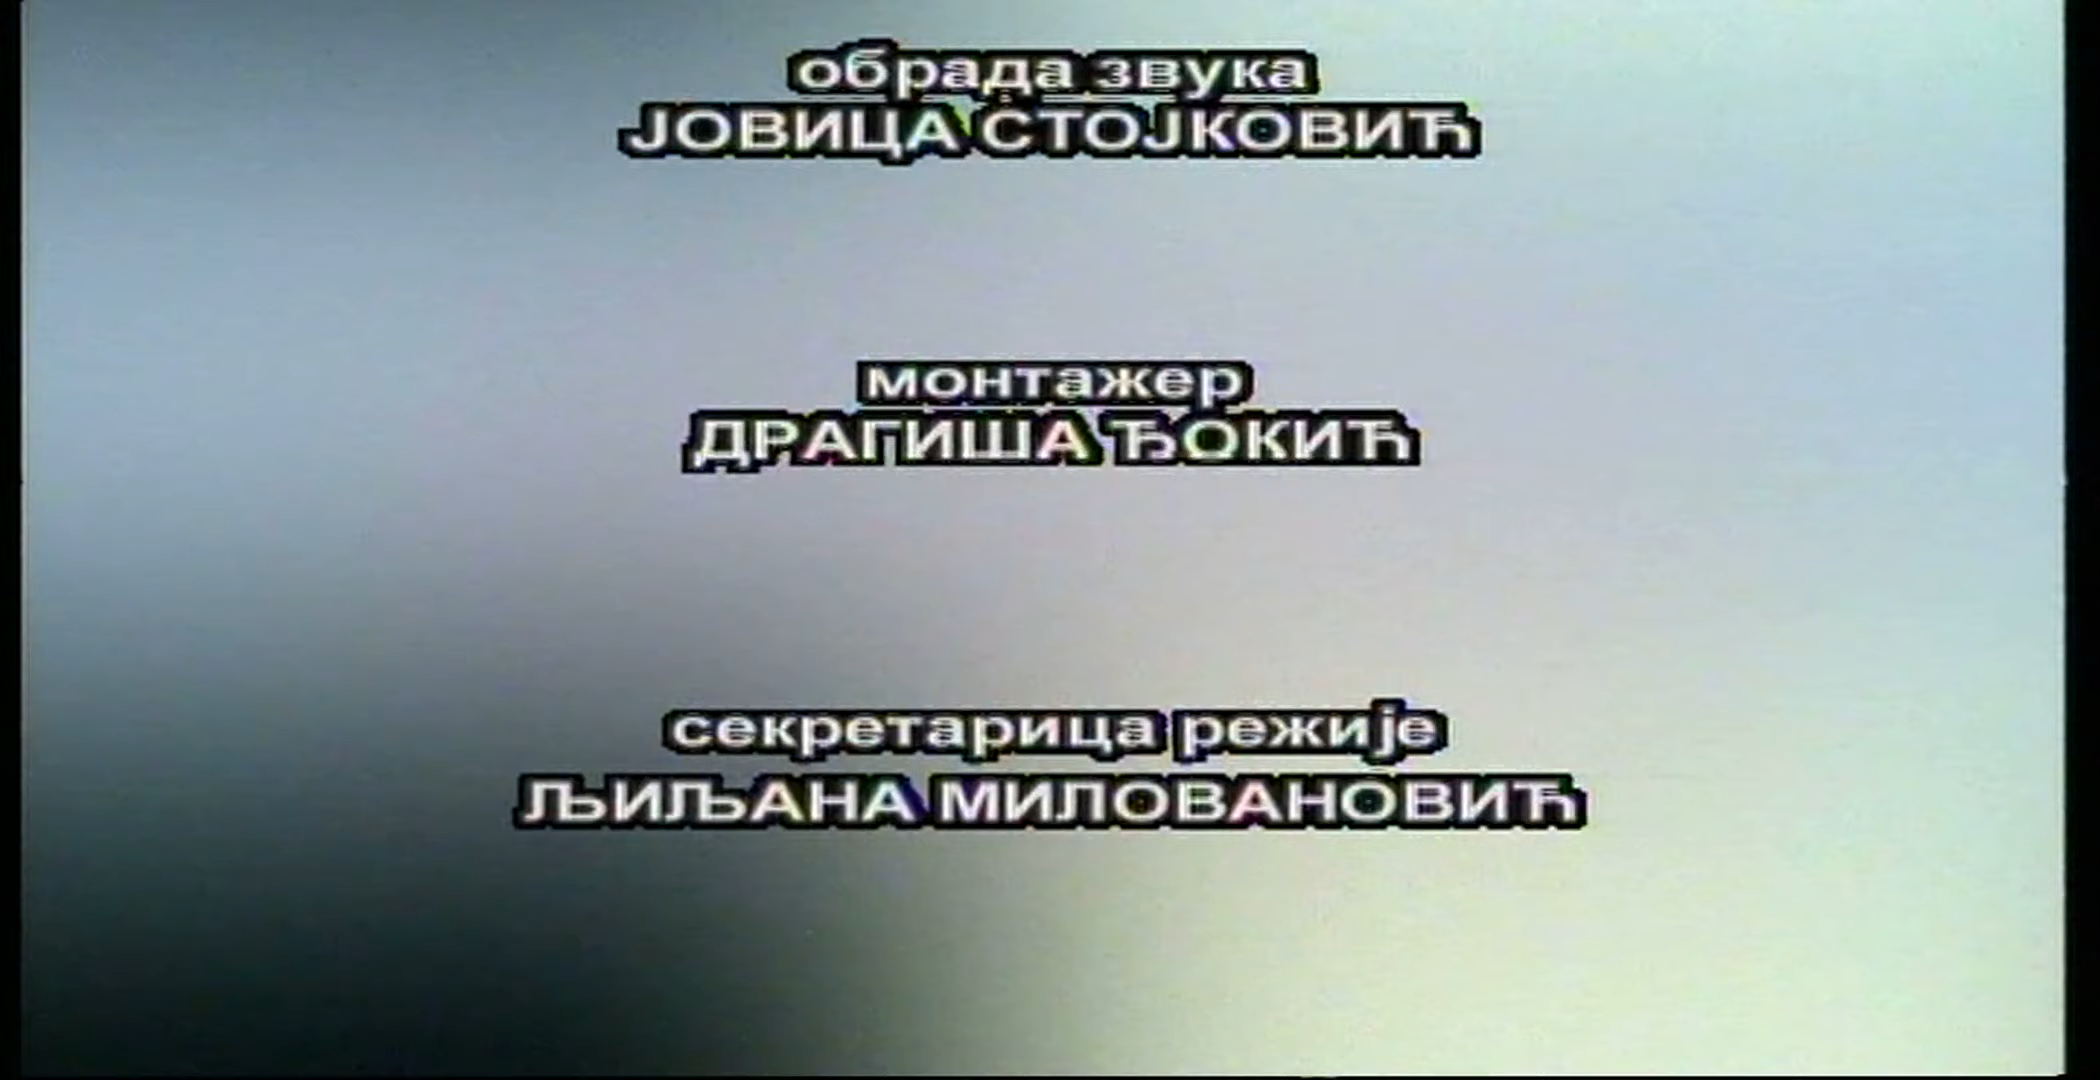 обрада звука
ЈОВИЦА СТОЈКОВИЋ
монтажер
ДРАГИША ЂОКИЋ
секретарица режије
ЉИЉАНА МИЛОВАНОВИЋ